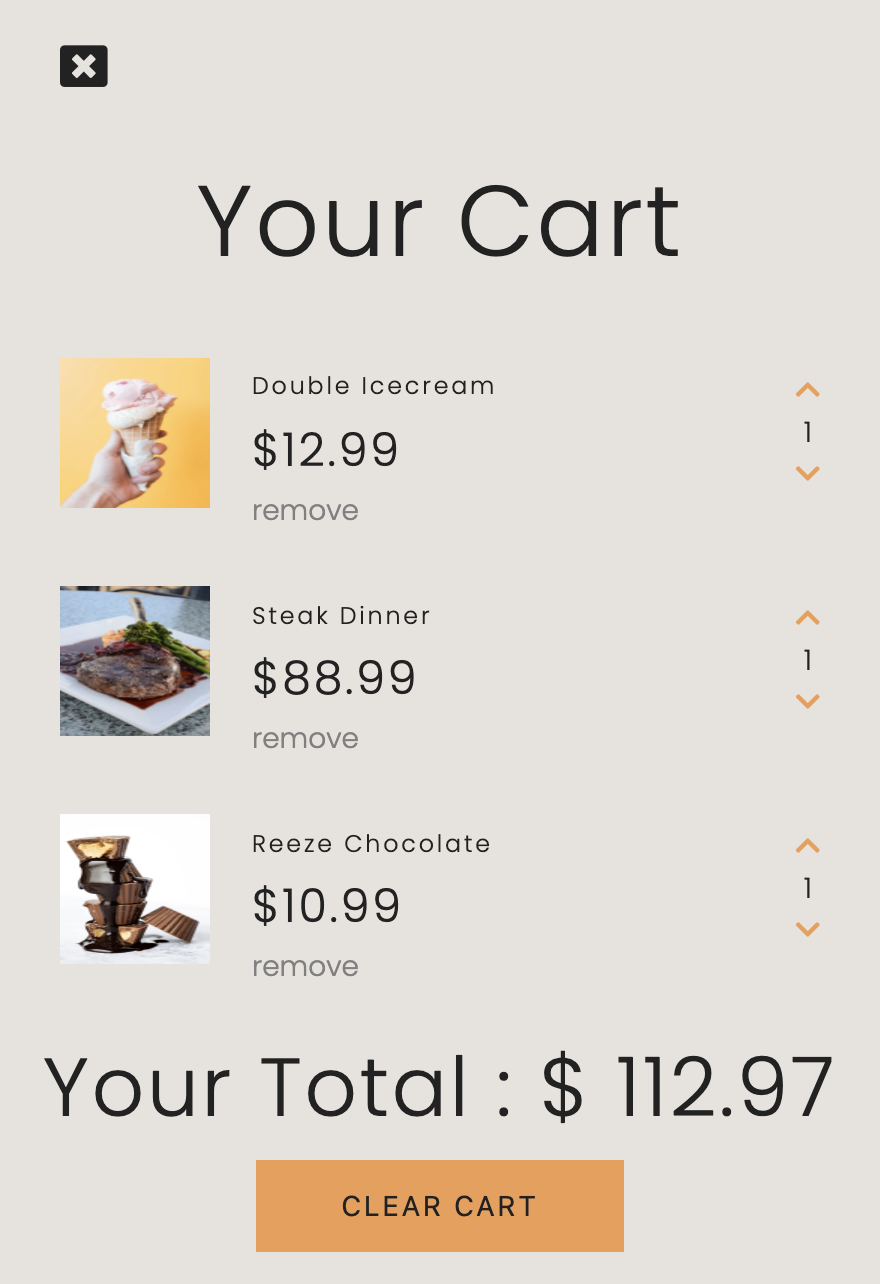 Your Cart
Double Icecream
$12.99
remove
1
Steak Dinner
$88.99
remove
1
Reeze Chocolate
$10.99
remove
1
Your Total : $ 112.97
CLEAR CART